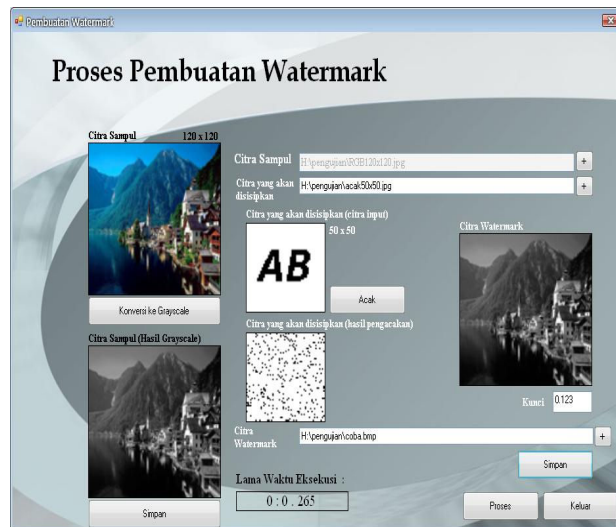 Pembuatan Watermark
Proses Pembuatan Watermark
Citra Sampul 120 x 120
Konversi ke Grayscale
Citra Sampul (Hasil Grayscale)
Simpan
Citra Sampul H:\pengujian\RGB120x120.jpg +
Citra yang akan
disisipkan H:\pengujian\acak50x50.jpg +
Citra yang akan disisipkan (citra input)
50 x 50
AB
Acak
Citra yang akan disisipkan (hasil pengacakan)
Citra Watermark
Kunci 0.123
Citra
Watermark H:\pengujian\coba.bmp +
Simpan
Lama Waktu Eksekusi :
0 : 0 . 265
Proses Keluar